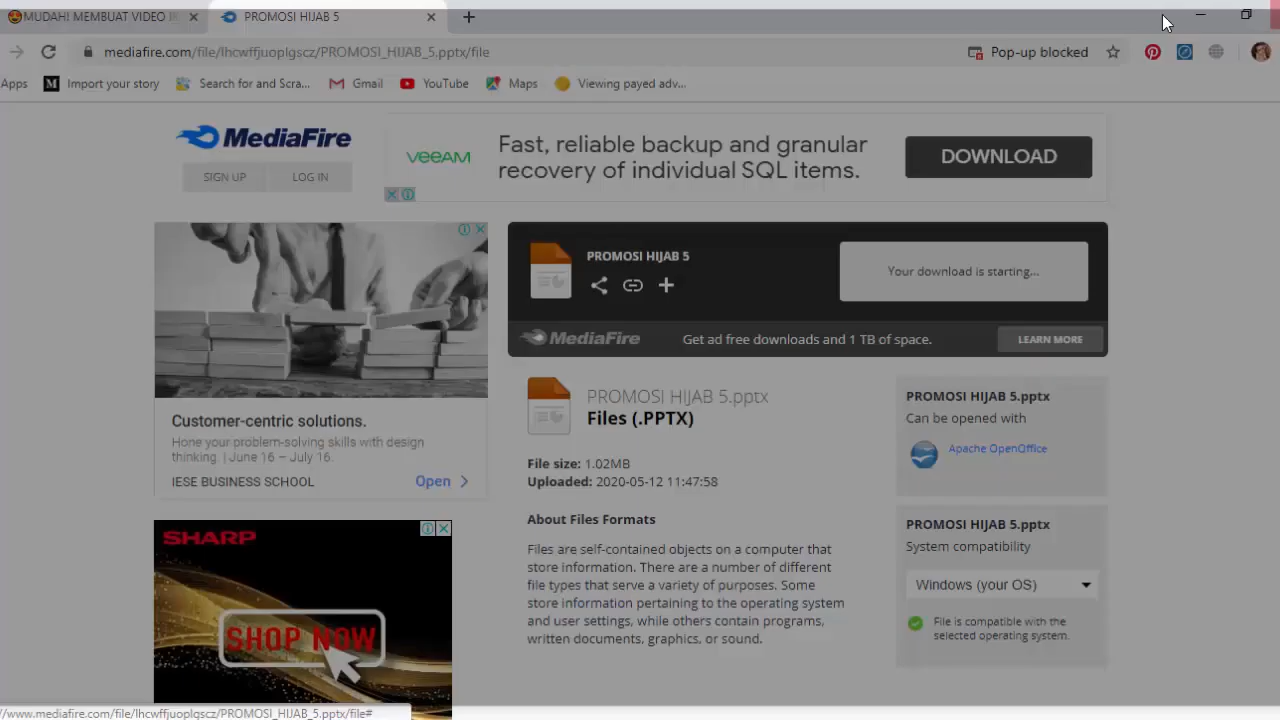 MUDAH! MEMBUAT VIDEO
PROMOSI HIJAB 5
mediafire.com/file/lhcwffjuoplgscz/PROMOSI_HIJAB_5.pptx/file
Pop-up blocked
Apps
M
Import your story
Search for and Scra...
Gmail
YouTube
Maps
Viewing payed adv...
MediaFire
SIGN UP
LOG IN
VEEAM
Fast, reliable backup and granular
recovery of individual SQL items.
DOWNLOAD
PROMOSI HIJAB 5
Your download is starting...
MediaFire
Get ad free downloads and 1 TB of space.
LEARN MORE
Customer-centric solutions.
Hone your problem-solving skills with design
thinking. | June 16 – July 16.
IESE BUSINESS SCHOOL
Open
PROMOSI HIJAB 5.pptx
Files (.PPTX)
File size: 1.02MB
Uploaded: 2020-05-12 11:47:58
About Files Formats
Files are self-contained objects on a computer that
store information. There are a number of different
file types that serve a variety of purposes. Some
store information pertaining to the operating system
and user settings, while others contain programs,
written documents, graphics, or sound.
PROMOSI HIJAB 5.pptx
Can be opened with
Apache OpenOffice
PROMOSI HIJAB 5.pptx
System compatibility
Windows (your OS)
File is compatible with the
selected operating system.
SHARP
SHOP NOW
//www.mediafire.com/file/lhcwffjuoplgscz/PROMOSI_HIJAB_5.pptx/file#